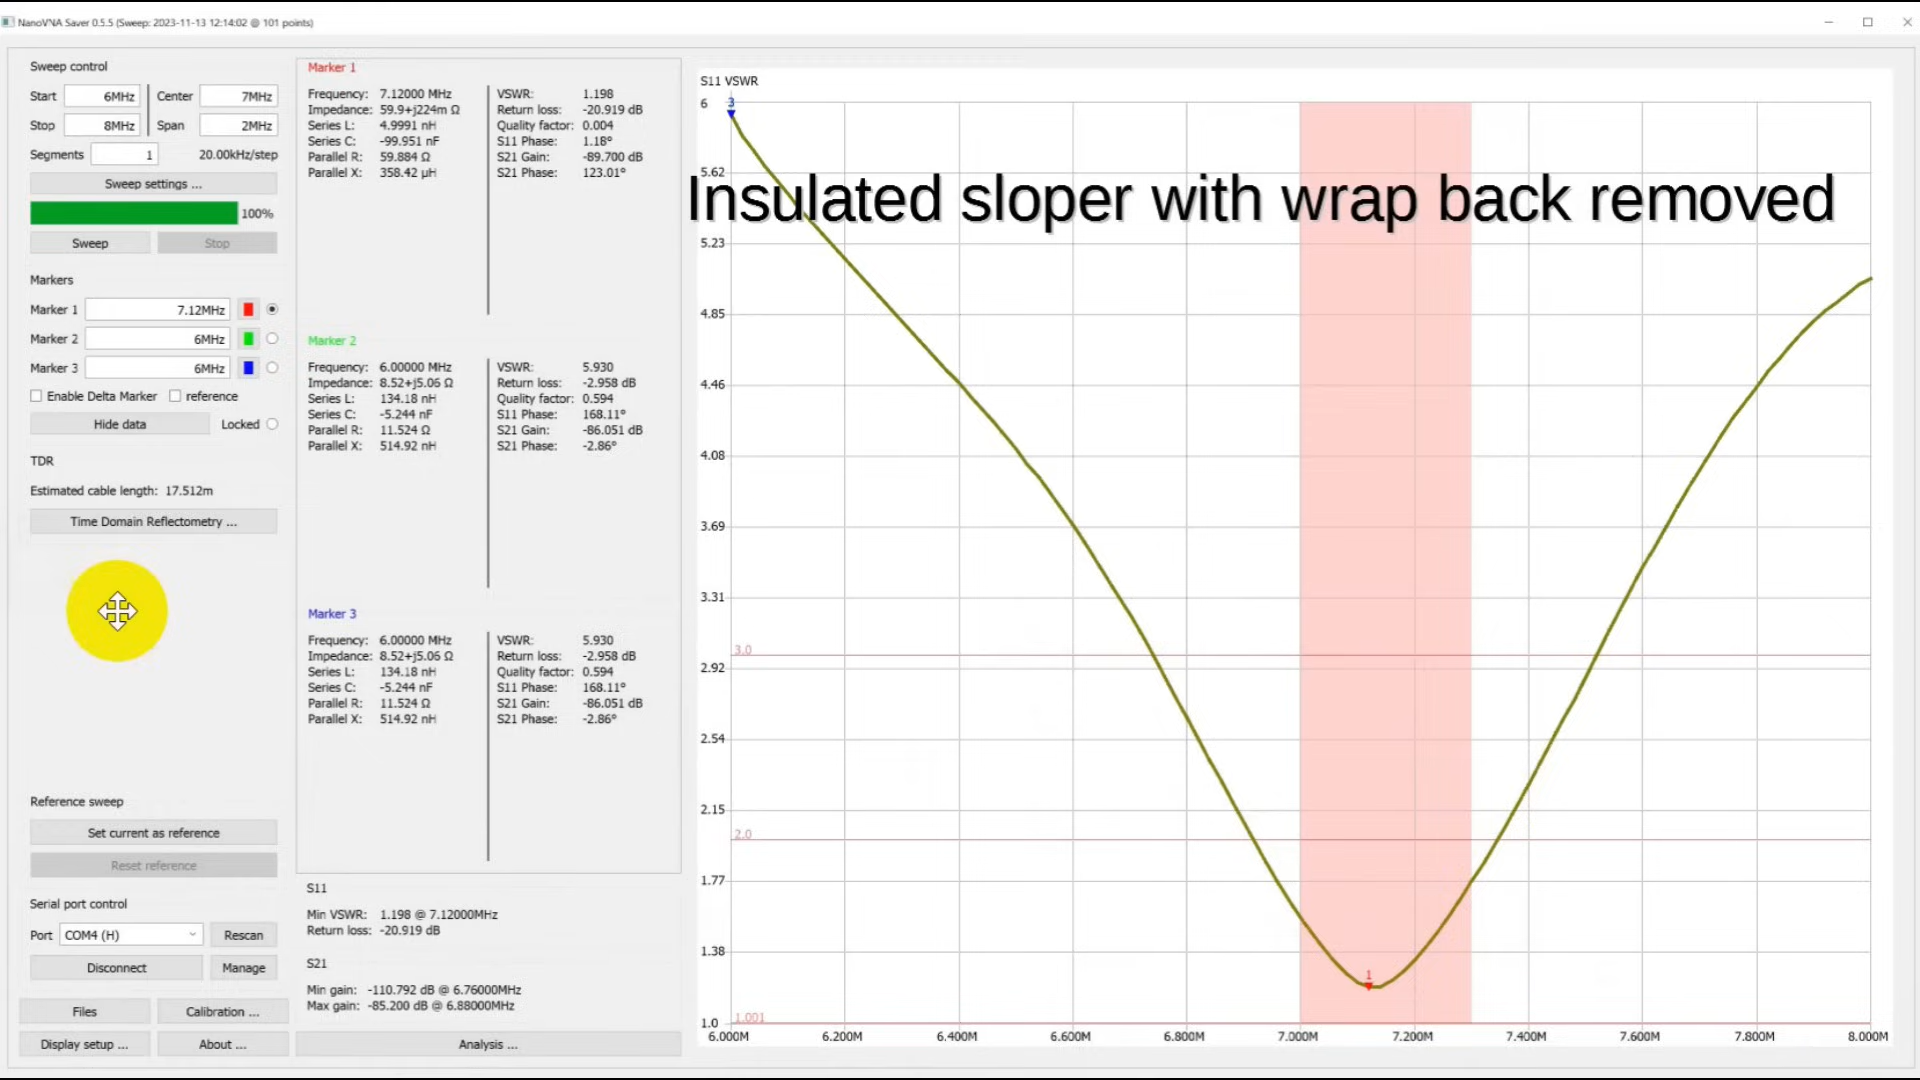 NanoVNA Saver 0.5.5 (Sweep: 2023-11-13 12:14:02 @ 101 points)
Sweep control
Start 6MHz Center 7MHz
Stop 8MHz Span 2MHz
Segments 1 20.00kHz/step
Sweep settings ...
100%
Sweep Stop
Markers
Marker 1 7.12MHz
Marker 2 6MHz
Marker 3 6MHz
Enable Delta Marker reference
Hide data Locked
TDR
Estimated cable length: 17.512m
Time Domain Reflectometry ...
Reference sweep
Set current as reference
Reset reference
Serial port control
Port COM4 (H) Rescan
Disconnect Manage
Files Calibration ...
Display setup ... About ...
Marker 1
Frequency: 7.12000 MHz VSWR: 1.198
Impedance: 59.9+j224m Ω Return loss: -20.919 dB
Series L: 4.9991 nH Quality factor: 0.004
Series C: -99.951 nF S11 Phase: 1.18°
Parallel R: 59.884 Ω S21 Gain: -89.700 dB
Parallel X: 358.42 µH S21 Phase: 123.01°
Marker 2
Frequency: 6.00000 MHz VSWR: 5.930
Impedance: 8.52+j5.06 Ω Return loss: -2.958 dB
Series L: 134.18 nH Quality factor: 0.594
Series C: -5.244 nF S11 Phase: 168.11°
Parallel R: 11.524 Ω S21 Gain: -86.051 dB
Parallel X: 514.92 nH S21 Phase: -2.86°
Marker 3
Frequency: 6.00000 MHz VSWR: 5.930
Impedance: 8.52+j5.06 Ω Return loss: -2.958 dB
Series L: 134.18 nH Quality factor: 0.594
Series C: -5.244 nF S11 Phase: 168.11°
Parallel R: 11.524 Ω S21 Gain: -86.051 dB
Parallel X: 514.92 nH S21 Phase: -2.86°
S11
Min VSWR: 1.198 @ 7.12000MHz
Return loss: -20.919 dB
S21
Min gain: -110.792 dB @ 6.76000MHz
Max gain: -85.200 dB @ 6.88000MHz
Analysis ...
S11 VSWR
6 3
5.62
Insulated sloper with wrap back removed
5.23
4.85
4.46
4.08
3.69
3.31
3.0
2.92
2.54
2.15
2.0
1.77
1.38
1
1.0 1.001
6.000M 6.200M 6.400M 6.600M 6.800M 7.000M 7.200M 7.400M 7.600M 7.800M 8.000M